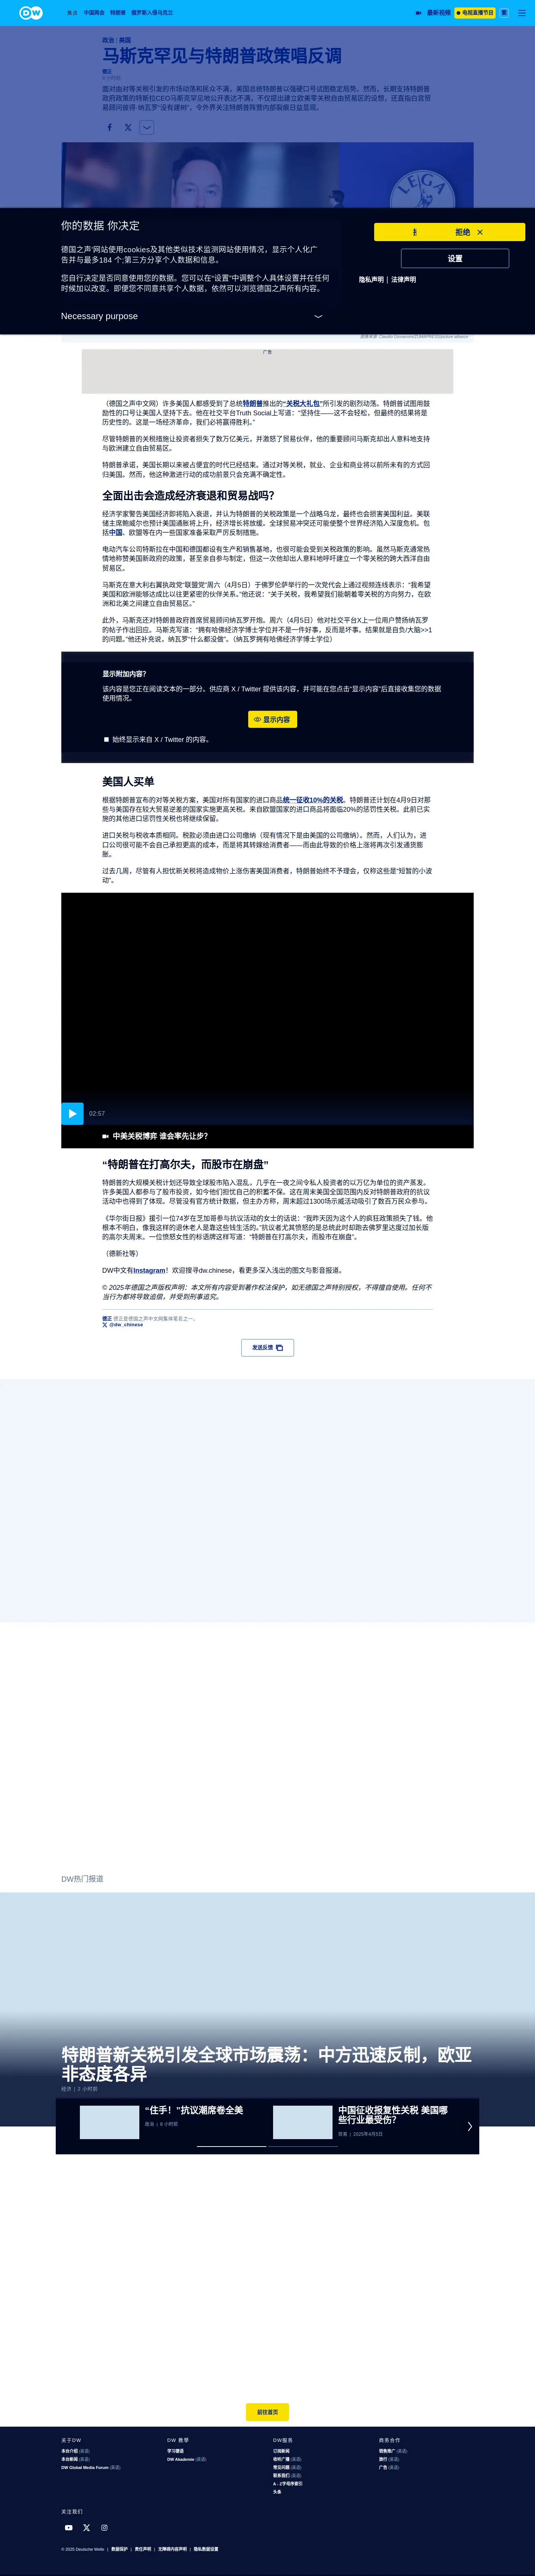 DW
焦点 中国网会 特朗普 俄罗斯入侵乌克兰
最新视频 电视直播节目 繁
政治 | 美国
马斯克罕见与特朗普政策唱反调
德正
6 小时前
面对由对等关税引发的市场动荡和民众不满，美国总统特朗普以强硬口号试图稳定局势。然而，长期支持特朗普政府政策的特斯拉CEO马斯克罕见地公开表达不满，不仅提出建立欧美零关税自由贸易区的设想，还直指白宫贸易顾问彼得·纳瓦罗“没有建树”，令外界关注特朗普阵营内部裂痕日益显现。
LEGA
你的数据 你决定
德国之声网站使用cookies及其他类似技术监测网站使用情况，显示个人化广告并与最多184 个;第三方分享个人数据和信息。
您自行决定是否同意使用您的数据。您可以在“设置”中调整个人具体设置并在任何时候加以改变。即便您不同意共享个人数据，依然可以浏览德国之声所有内容。
Necessary purpose
拒绝
设置
隐私声明 | 法律声明
广告
（德国之声中文网）许多美国人都感受到了总统特朗普推出的“关税大礼包”所引发的剧烈动荡。特朗普试图用鼓励性的口号让美国人坚持下去。他在社交平台Truth Social上写道：“坚持住——这不会轻松，但最终的结果将是历史性的。这是一场经济革命，我们必将赢得胜利。”
尽管特朗普的关税措施让投资者损失了数万亿美元，并激怒了贸易伙伴，他的重要顾问马斯克却出人意料地支持与欧洲建立自由贸易区。
特朗普承诺，美国长期以来被占便宜的时代已经结束。通过对等关税，就业、企业和商业将以前所未有的方式回归美国。然而，他这种激进行动的成功前景只会充满不确定性。
全面出击会造成经济衰退和贸易战吗？
经济学家警告美国经济即将陷入衰退，并认为特朗普的关税政策是一个战略乌龙，最终也会损害美国利益。美联储主席鲍威尔也预计美国通胀将上升，经济增长将放缓。全球贸易冲突还可能使整个世界经济陷入深度危机。包括中国、欧盟等在内一些国家准备采取严厉反制措施。
电动汽车公司特斯拉在中国和德国都设有生产和销售基地，也很可能会受到关税政策的影响。虽然马斯克通常热情地称赞美国新政府的政策，甚至亲自参与制定，但这一次他却出人意料地呼吁建立一个零关税的跨大西洋自由贸易区。
马斯克在意大利右翼执政党“联盟党”周六（4月5日）于佛罗伦萨举行的一次党代会上通过视频连线表示：“我希望美国和欧洲能够达成比以往更紧密的伙伴关系。”他还说：“关于关税，我希望我们能朝着零关税的方向努力，在欧洲和北美之间建立自由贸易区。”
此外，马斯克还对特朗普政府首席贸易顾问纳瓦罗开炮。周六（4月5日）他对社交平台X上一位用户赞扬纳瓦罗的帖子作出回应。马斯克写道：“拥有哈佛经济学博士学位并不是一件好事，反而是坏事。结果就是自负/大脑>>1的问题。”他还补充说，纳瓦罗“什么都没做”。（纳瓦罗拥有哈佛经济学博士学位）
显示附加内容？
该内容是您正在阅读文本的一部分。供应商 X / Twitter 提供该内容，并可能在您点击“显示内容”后直接收集您的数据使用情况。
显示内容
始终显示来自 X / Twitter 的内容。
美国人买单
根据特朗普宣布的对等关税方案，美国对所有国家的进口商品统一征收10%的关税。特朗普还计划在4月9日对那些与美国存在较大贸易逆差的国家实施更高关税。来自欧盟国家的进口商品将面临20%的惩罚性关税。此前已实施的其他进口惩罚性关税也将继续保留。
进口关税与税收本质相同。税款必须由进口公司缴纳（现有情况下是由美国的公司缴纳）。然而，人们认为，进口公司很可能不会自己承担更高的成本，而是将其转嫁给消费者——而由此导致的价格上涨将再次引发通货膨胀。
过去几周，尽管有人担忧新关税将造成物价上涨伤害美国消费者，特朗普始终不予理会，仅称这些是“短暂的小波动”。
02:57
中美关税博弈 谁会率先让步？
“特朗普在打高尔夫，而股市在崩盘”
特朗普的大规模关税计划还导致全球股市陷入混乱。几乎在一夜之间令私人投资者的以万亿为单位的资产蒸发。许多美国人都参与了股市投资，如今他们担忧自己的积蓄不保。这在周末美国全国范围内反对特朗普政府的抗议活动中也得到了体现。尽管没有官方统计数据，但主办方称，周末超过1300场示威活动吸引了数百万民众参与。
《华尔街日报》援引一位74岁在芝加哥参与抗议活动的女士的话说：“我昨天因为这个人的疯狂政策损失了钱。他根本不明白，像我这样的退休老人是靠这些钱生活的。”抗议者尤其愤怒的是总统此时却跑去佛罗里达度过加长版的高尔夫周末。一位愤怒女性的标语牌这样写道：“特朗普在打高尔夫，而股市在崩盘”。
（德新社等）
DW中文有Instagram！欢迎搜寻dw.chinese，看更多深入浅出的图文与影音报道。
© 2025年德国之声版权声明：本文所有内容受到著作权法保护，如无德国之声特别授权，不得擅自使用。任何不当行为都将导致追偿，并受到刑事追究。
德正 德正是德国之声中文网集体笔名之一。
@dw_chinese
发送反馈
DW热门报道
特朗普新关税引发全球市场震荡：中方迅速反制，欧亚非态度各异
经济 | 2 小时前
“住手！”抗议潮席卷全美
政治 | 6 小时前
中国征收报复性关税 美国哪些行业最受伤？
贸易 | 2025年4月5日
前往首页
关于DW
本台介绍 (英语)
本台新闻 (英语)
DW Global Media Forum (英语)
DW 教学
学习德语
DW Akademie (英语)
DW服务
订阅新闻
收听广播 (英语)
常见问题 (英语)
联系我们 (英语)
A - Z字母序索引
头条
商务合作
销售推广 (英语)
旅行 (英语)
广告 (英语)
关注我们
© 2025 Deutsche Welle | 数据保护 | 责任声明 | 无障碍内容声明 | 隐私数据设置